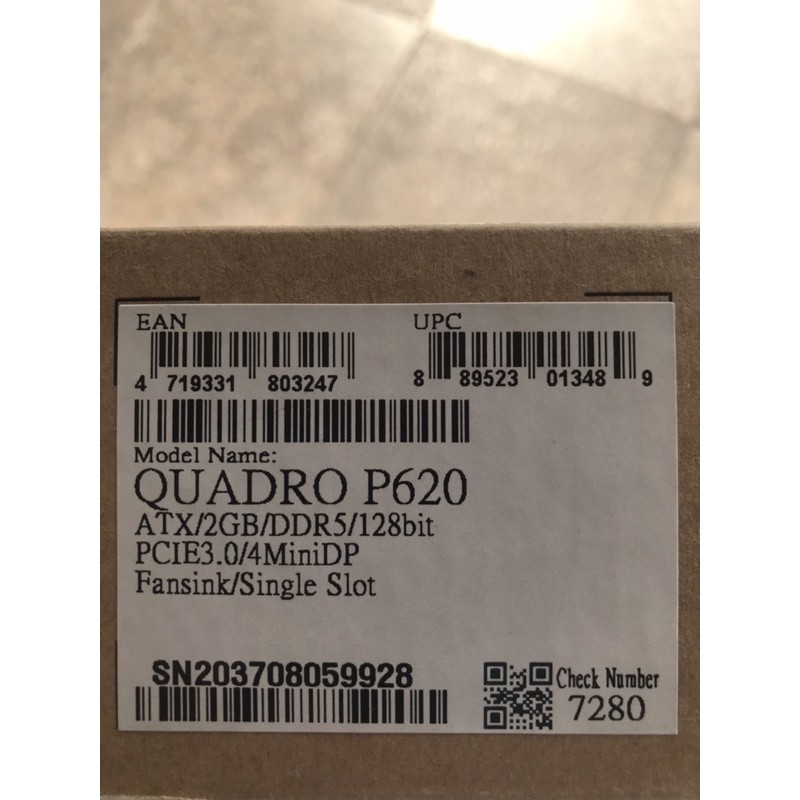 EAN
UPC
4 719331 803247
8 89523 01348 9
Model Name:
QUADRO P620
ATX/2GB/DDR5/128bit
PCIE3.0/4MiniDP
Fansink/Single Slot
SN203708059928
Check Number
7280